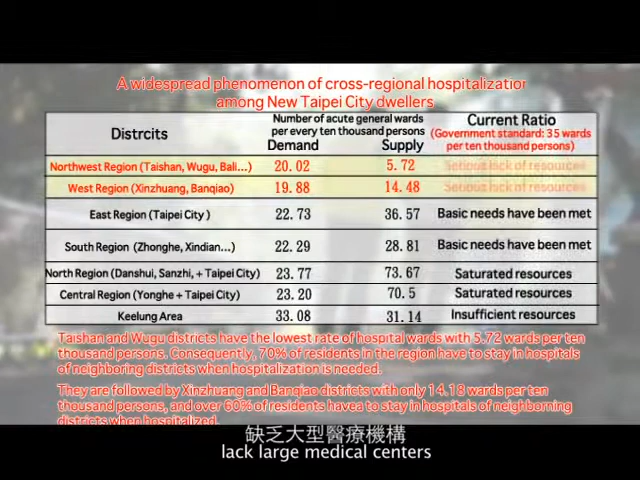 A widespread phenomenon of cross-regional hospitalization
among New Taipei City dwellers
Distrcits
Number of acute general wards
per every ten thousand persons
Demand Supply
Current Ratio
(Government standard: 35 wards
per ten thousand persons)
Northwest Region (Taishan, Wugu, Bali...) 20.02 5.72 Serious lack of resources
West Region (Xinzhuang, Banqiao) 19.88 14.48 Serious lack of resources
East Region (Taipei City ) 22.73 36.57 Basic needs have been met
South Region (Zhonghe, Xindian...) 22.29 28.81 Basic needs have been met
North Region (Danshui, Sanzhi, + Taipei City) 23.77 73.67 Saturated resources
Central Region (Yonghe + Taipei City) 23.20 70.5 Saturated resources
Keelung Area 33.08 31.14 Insufficient resources
Taishan and Wugu districts have the lowest rate of hospital wards with 5.72 wards per ten
thousand persons. Consequently, 70% of residents in the region have to stay in hospitals
of neighboring districts when hospitalization is needed.
They are followed by Xinzhuang and Banqiao districts with only 14.18 wards per ten
thousand persons, and over 60% of residents havea to stay in hospitals of neighborning
districts when hospitalized.
缺乏大型醫療機構
lack large medical centers